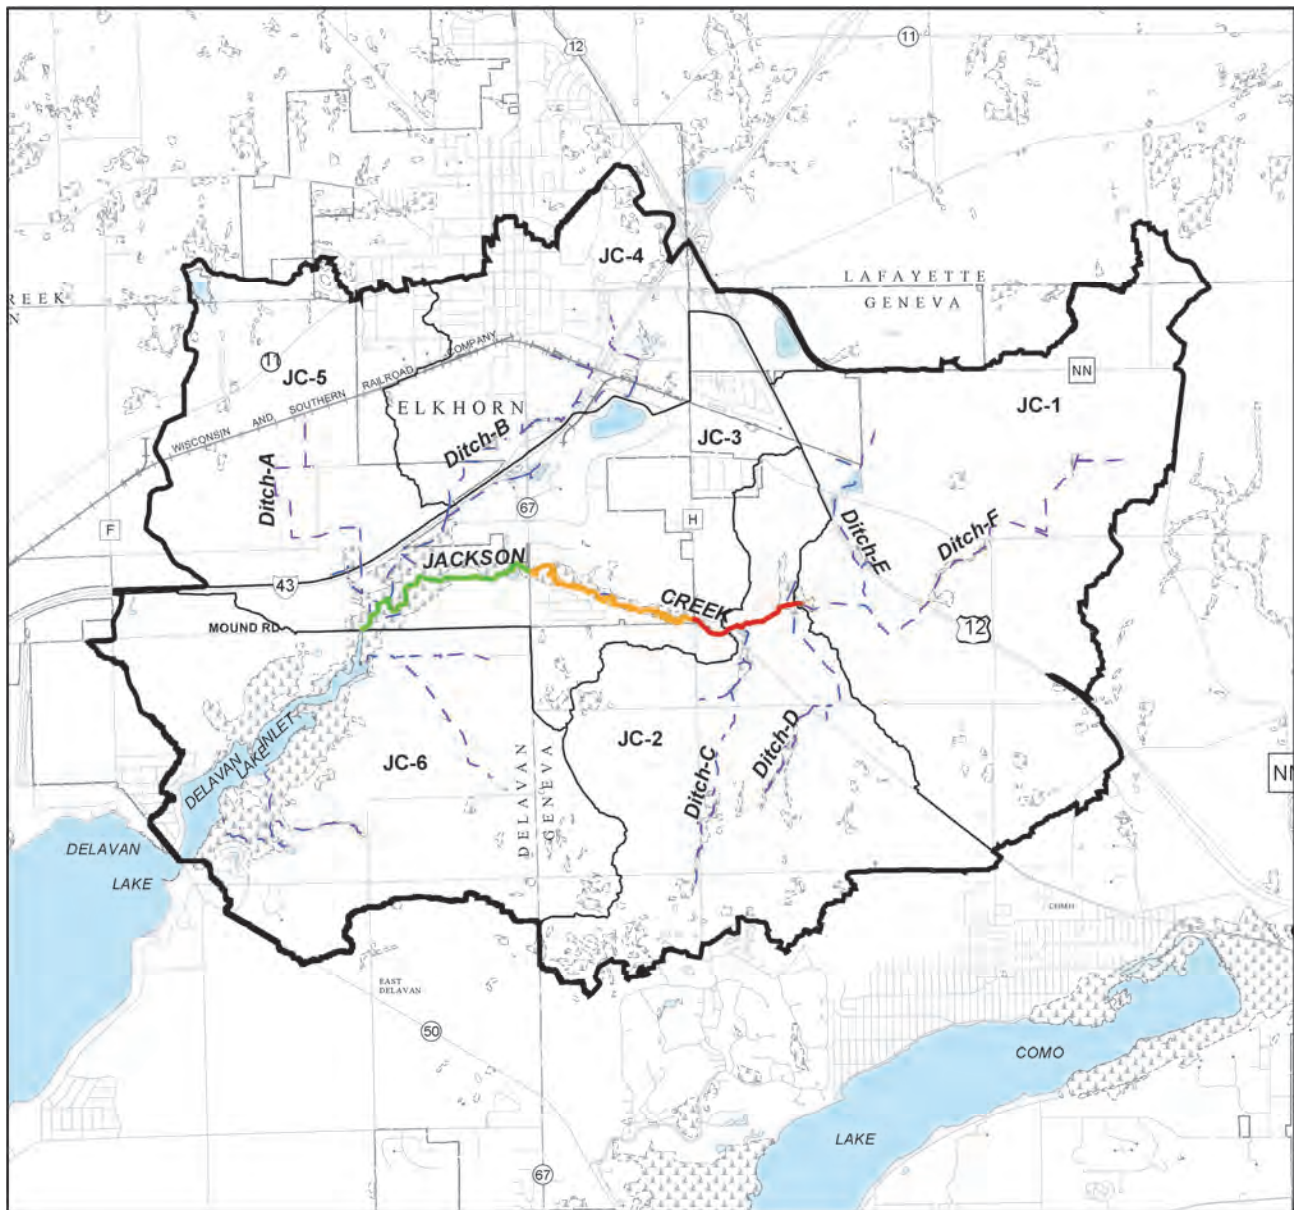 12
11
JC-4
LAFAYETTE
GENEVA
REEK
N
11
JC-5
WISCONSIN AND SOUTHERN RAILROAD COMPANY
NN
JC-1
ELKHORN
Ditch-B
JC-3
Ditch-A
67
H
F
Ditch-E
Ditch-F
JACKSON
43
CREEK
MOUND RD
12
DELAVAN
LAKE INLET
JC-6
JC-2
DELAVAN
GENEVA
Ditch-C
Ditch-D
NN
DELAVAN
LAKE
EAST
DELAVAN
50
COMO
LAKE
67